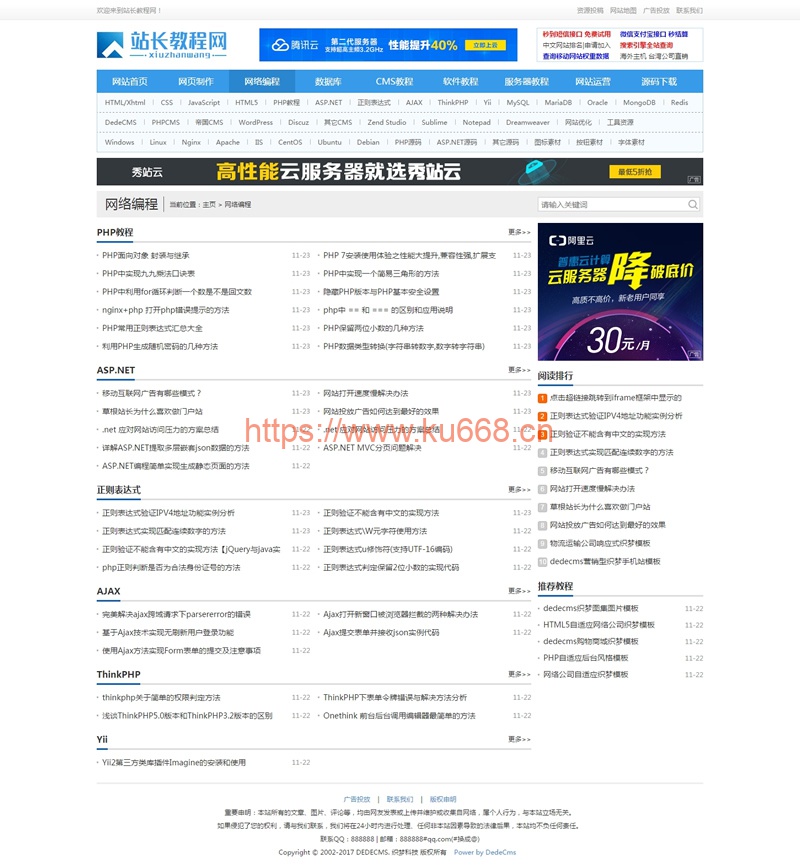 欢迎来到站长教程网！
资源投稿 网站地图 广告投放 联系我们
站长教程网
xiuzhanwang
腾讯云 第二代服务器 性能提升40% 立即上云
秒到短信接口 免费试用 微信支付宝接口 秒结算
中文网站排名|申请加入 搜索引擎全站查询
查询移动网站权重数据 海外主机 台湾公司直销
网站首页 网页制作 网络编程 数据库 CMS教程 软件教程 服务器教程 网站运营 源码下载
HTML/Xhtml CSS JavaScript HTML5 PHP教程 ASP.NET 正则表达式 AJAX ThinkPHP Yii MySQL MariaDB Oracle MongoDB Redis
DedeCMS PHPCMS 帝国CMS WordPress Discuz 其它CMS Zend Studio Sublime Notepad Dreamweaver 网站优化 工具资源
Windows Linux Nginx Apache IIS CentOS Ubuntu Debian PHP源码 ASP.NET源码 其它源码 图标素材 按钮素材 字体素材
秀站云 高性能云服务器就选秀站云 最低5折抢 广告
网络编程 当前位置：主页 > 网络编程 请输入关键词
PHP教程 更多>>
PHP面向对象 封装与继承 11-23
PHP 7安装使用体验之性能大提升,兼容性强,扩展支 11-23
PHP中实现九九乘法口诀表 11-23
PHP中实现一个简易三角形的方法 11-23
PHP中利用for循环判断一个数是不是回文数 11-23
隐藏PHP版本与PHP基本安全设置 11-23
nginx+php 打开php错误提示的方法 11-23
php中 == 和 === 的区别和应用说明 11-23
PHP常用正则表达式汇总大全 11-23
PHP保留两位小数的几种方法 11-23
利用PHP生成随机密码的几种方法 11-23
PHP数据类型转换(字符串转数字,数字转字符串) 11-23
ASP.NET 更多>>
移动互联网广告有哪些模式？ 11-23
网站打开速度慢解决办法 11-23
草根站长为什么喜欢做门户站 11-23
网站投放广告如何达到最好的效果 11-23
.net 应对网站访问压力的方案总结 11-22
.net 应对网站访问压力的方案总结 11-22
详解ASP.NET提取多层嵌套json数据的方法 11-22
ASP.NET MVC分页问题解决 11-22
ASP.NET编程简单实现生成静态页面的方法 11-22
https://www.ku668.cn
正则表达式 更多>>
正则表达式验证IPV4地址功能实例分析 11-23
正则验证不能含有中文的实现方法 11-23
正则表达式实现匹配连续数字的方法 11-23
正则表达式\W元字符使用方法 11-22
正则验证不能含有中文的实现方法【jQuery与java实 11-22
正则表达式u修饰符(支持UTF-16编码) 11-22
php正则判断是否为合法身份证号的方法 11-22
正则表达式判定保留2位小数的实现代码 11-22
AJAX 更多>>
完美解决ajax跨域请求下parsererror的错误 11-22
Ajax打开新窗口被浏览器拦截的两种解决办法 11-22
基于Ajax技术实现无刷新用户登录功能 11-22
Ajax提交表单并接收json实例代码 11-22
使用Ajax方法实现Form表单的提交及注意事项 11-22
ThinkPHP 更多>>
thinkphp关于简单的权限判定方法 11-22
ThinkPHP下表单令牌错误与解决方法分析 11-22
浅谈ThinkPHP5.0版本和ThinkPHP3.2版本的区别 11-22
Onethink 前台后台调用编辑器最简单的方法 11-22
Yii 更多>>
Yii2第三方类库插件Imagine的安装和使用 11-22
阿里云
普惠云计算
云服务器降破底价
高质不高价，新老用户同享
30元/月
广告
阅读排行
1 点击超链接跳转到iframe框架中显示的
2 正则表达式验证IPV4地址功能实例分析
3 正则验证不能含有中文的实现方法
4 正则表达式实现匹配连续数字的方法
5 移动互联网广告有哪些模式？
6 网站打开速度慢解决办法
7 草根站长为什么喜欢做门户站
8 网站投放广告如何达到最好的效果
9 物流运输公司响应式织梦模板
10 dedecms营销型织梦手机站模板
推荐教程
dedecms织梦图集图片模板 11-22
HTML5自适应网络公司织梦模板 11-22
dedecms购物商城织梦模板 11-22
PHP自适应后台风格模板 11-22
网络公司自适应织梦模板 11-22
广告投放 | 联系我们 | 版权申明
重要申明：本站所有的文章、图片、评论等，均由网友发表或上传并维护或收集自网络，属个人行为，与本站立场无关。
如果侵犯了您的权利，请与我们联系，我们将在24小时内进行处理、任何非本站因素导致的法律后果，本站均不负任何责任。
联系QQ：888888 | 邮箱：888888#qq.com(#换成@)
Copyright © 2002-2017 DEDECMS. 织梦科技 版权所有 Power by DedeCms